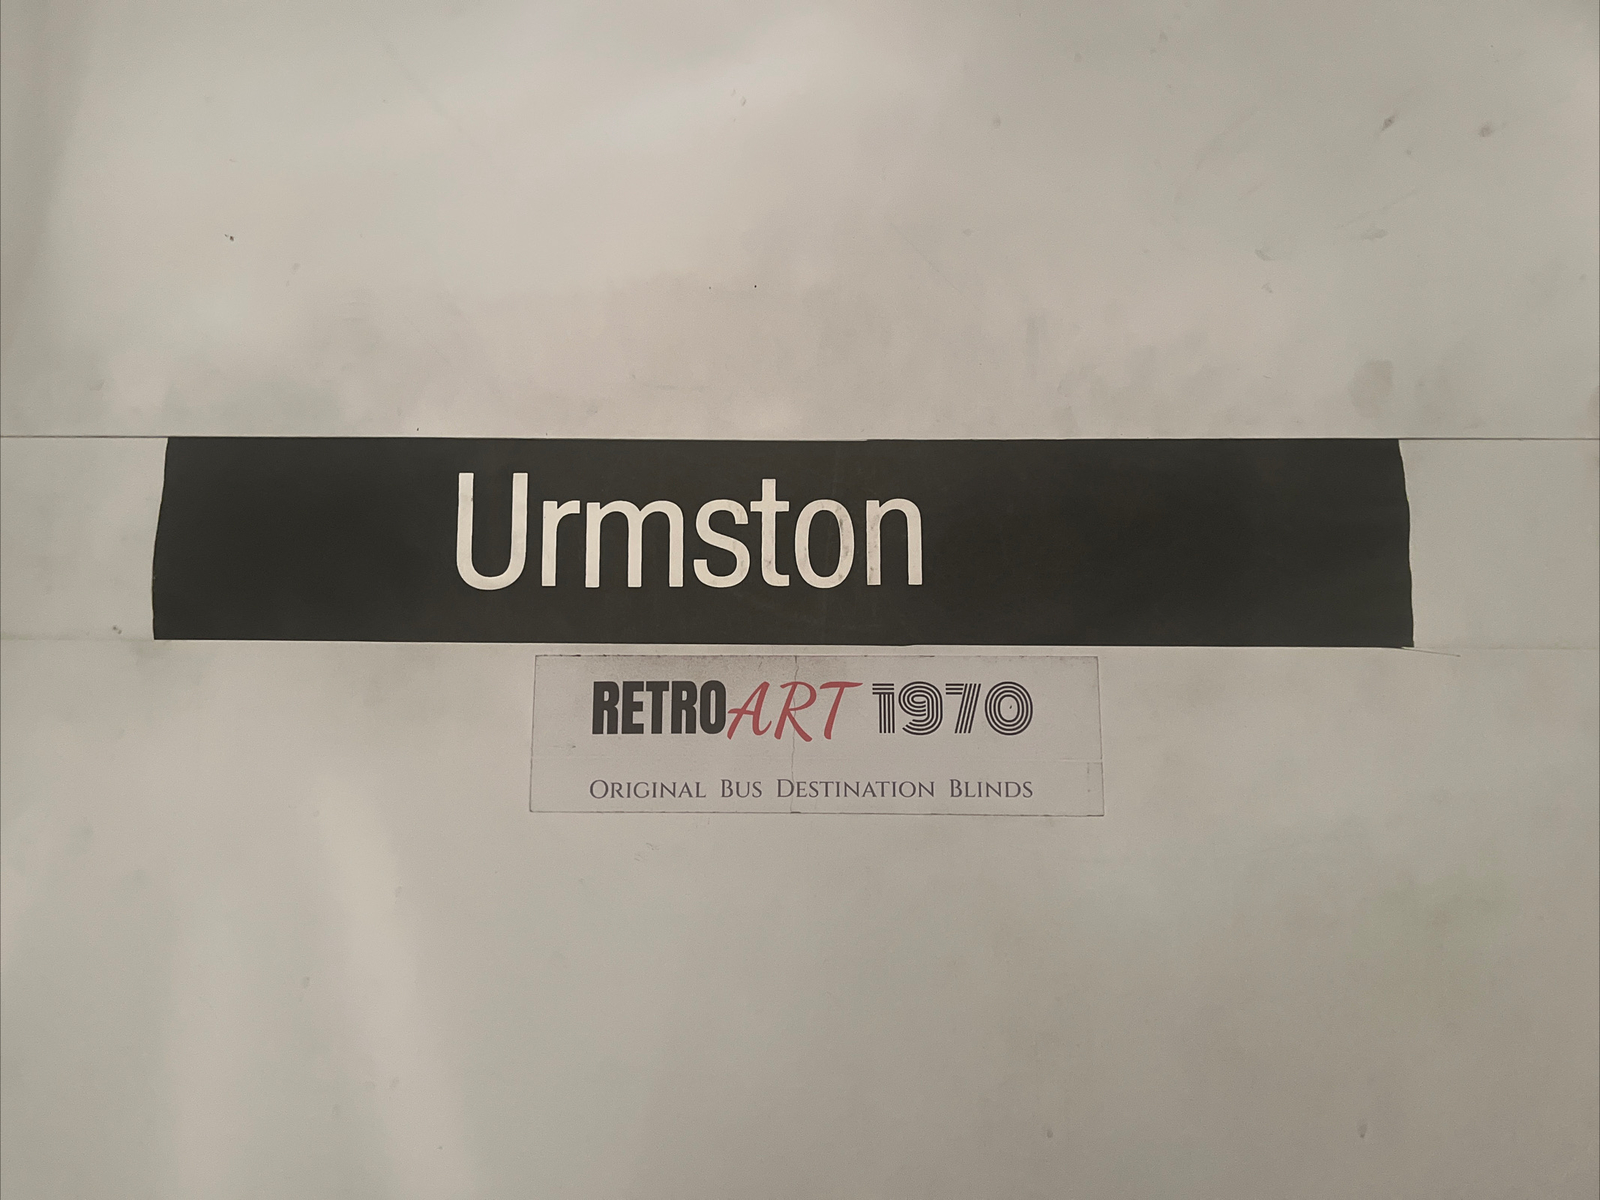 Urmston
RETROART 1970
ORIGINAL BUS DESTINATION BLINDS